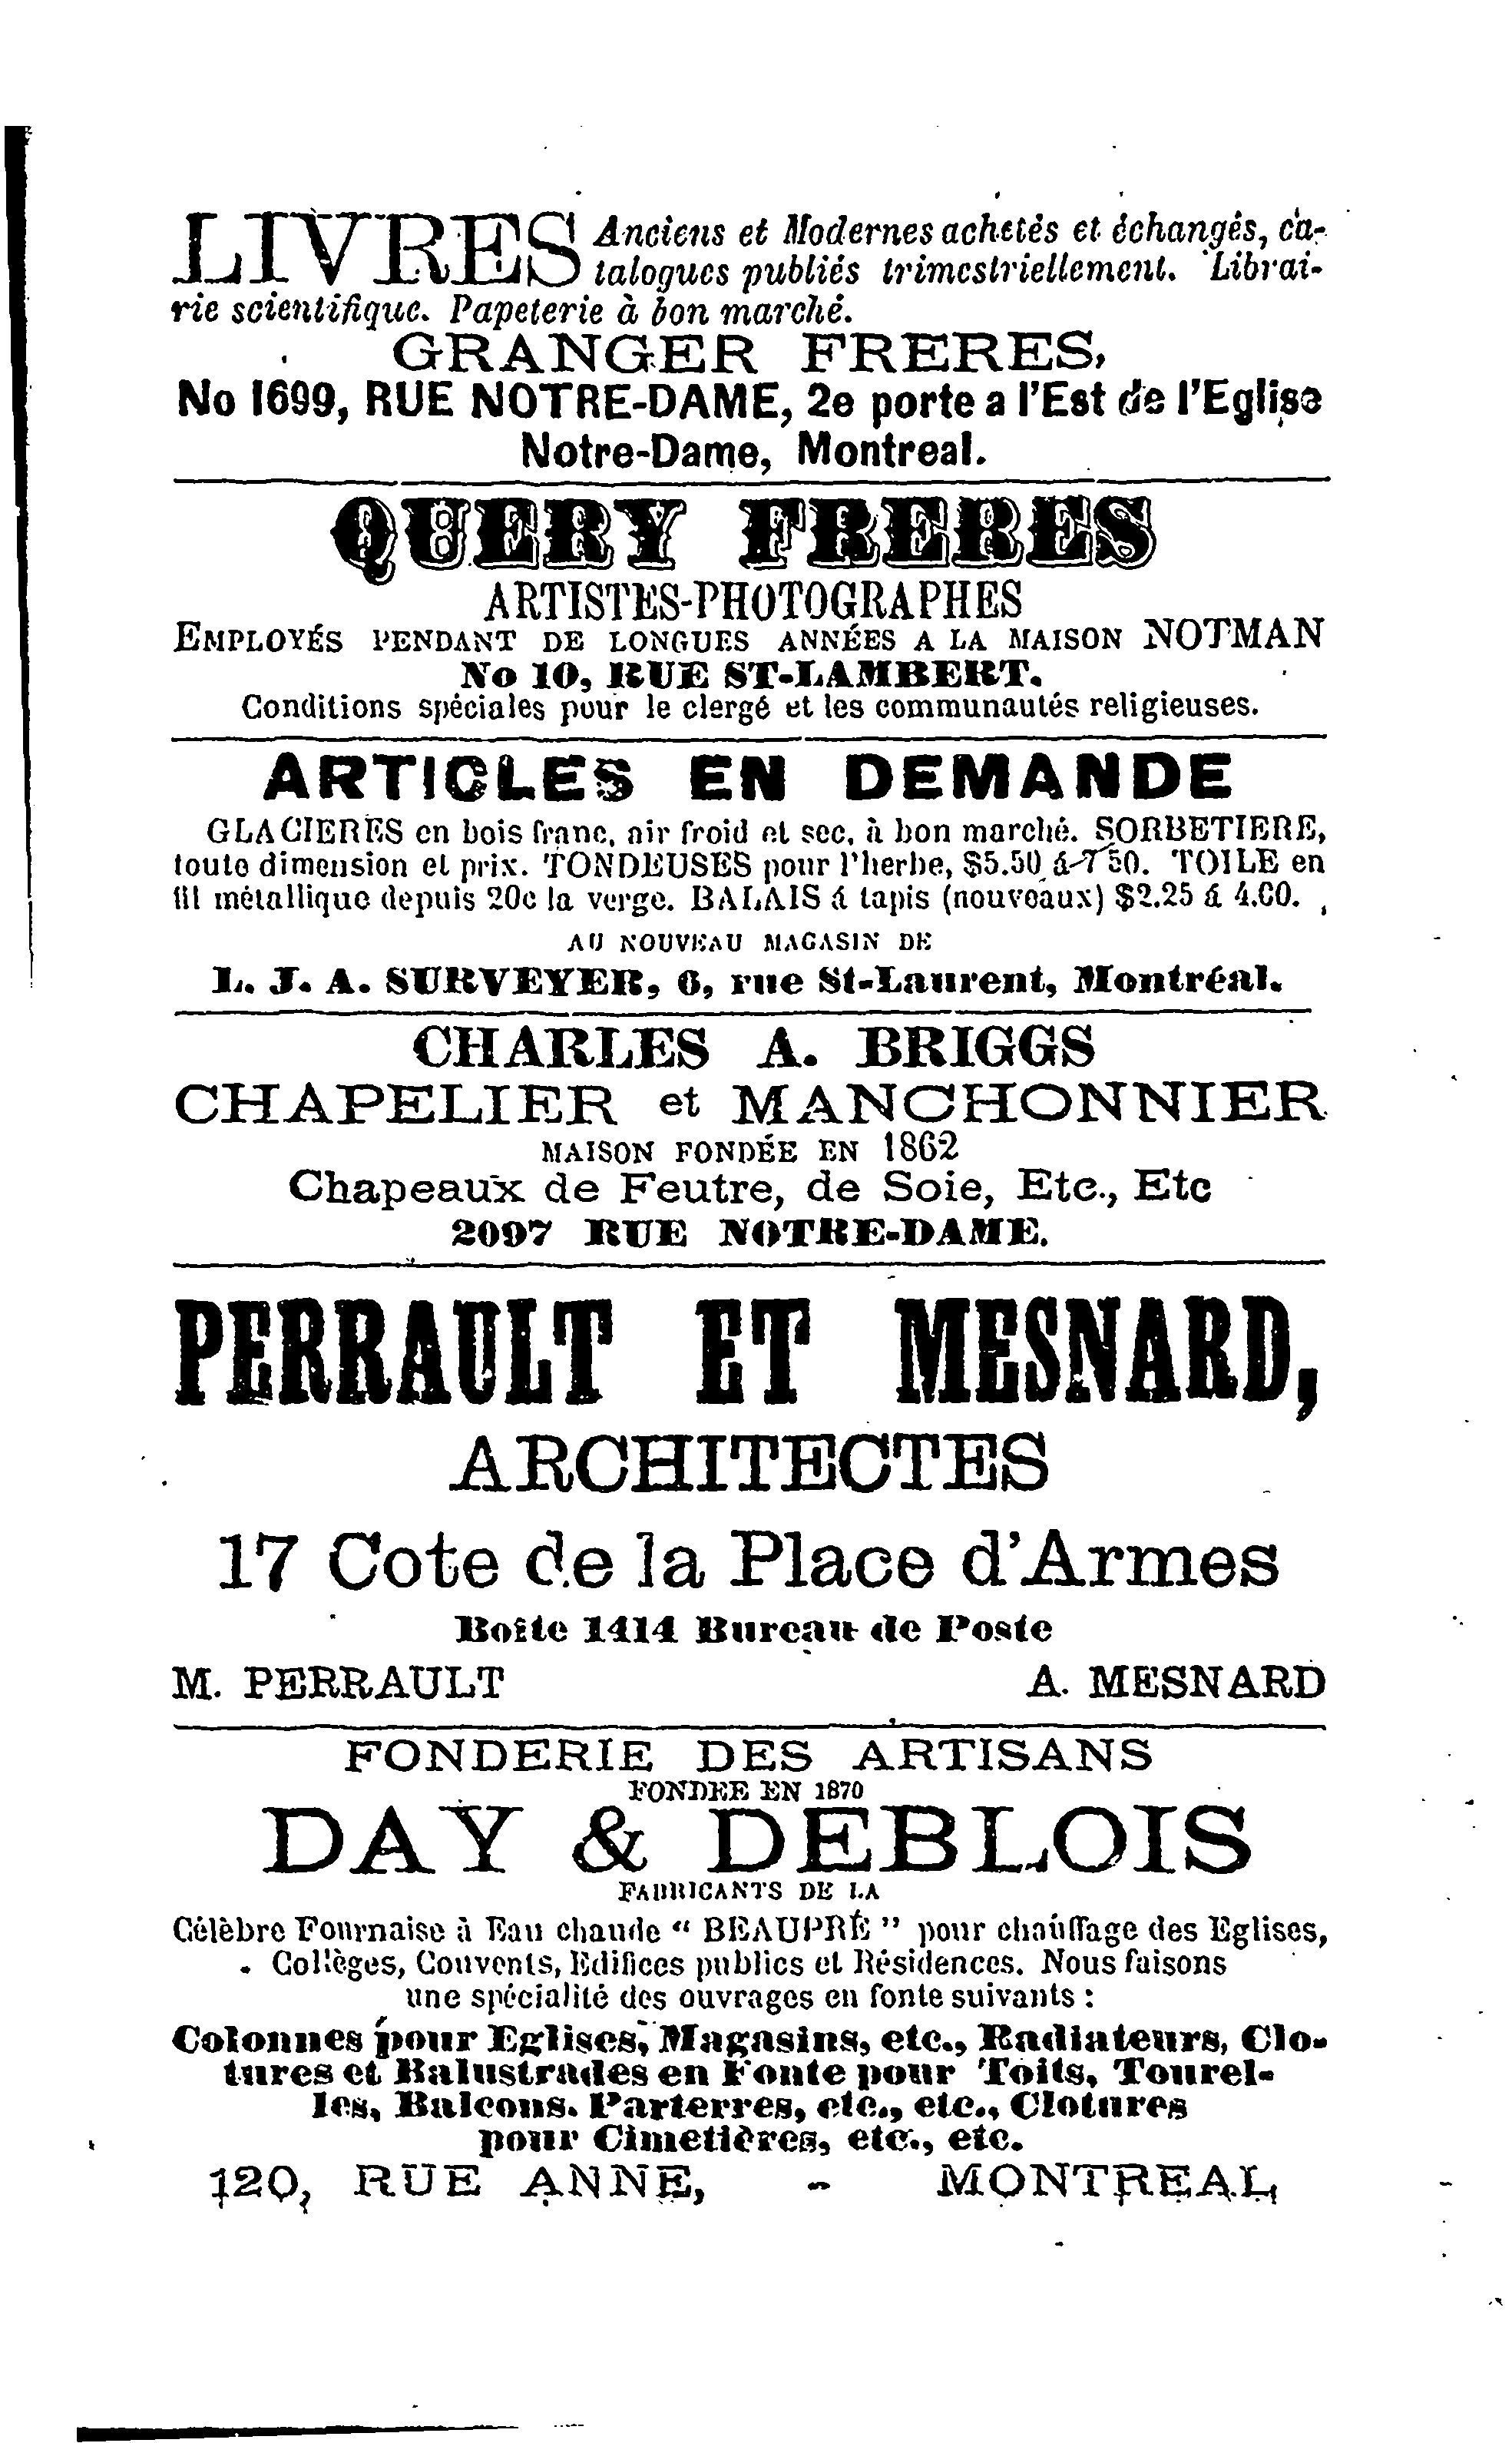 LIVRES Anciens et Modernes achetés et échangés, ca-
talogues publiés trimestriellement. Librai-
rie scientifique. Papeterie à bon marché.
GRANGER FRERES,
No 1699, RUE NOTRE-DAME, 2e porte a l'Est de l'Eglise
Notre-Dame, Montreal.
QUERY FRERES
ARTISTES-PHOTOGRAPHES
EMPLOYÉS PENDANT DE LONGUES ANNÉES A LA MAISON NOTMAN
No 10, RUE ST-LAMBERT.
Conditions spéciales pour le clergé et les communautés religieuses.
ARTICLES EN DEMANDE
GLACIERES en bois franc, air froid et sec, à bon marché. SORBETIERE,
toute dimension et prix. TONDEUSES pour l'herbe, $5.50 á 7 50. TOILE en
fil métallique depuis 20c la verge. BALAIS á tapis (nouveaux) $2.25 á 4.00.
AU NOUVEAU MAGASIN DE
L. J. A. SURVEYER, 6, rue St-Laurent, Montréal.
CHARLES A. BRIGGS
CHAPELIER et MANCHONNIER
MAISON FONDÉE EN 1862
Chapeaux de Feutre, de Soie, Etc., Etc
2097 RUE NOTRE-DAME.
PERRAULT ET MESNARD,
ARCHITECTES
17 Cote de la Place d'Armes
Boîte 1414 Bureau de Poste
M. PERRAULT A. MESNARD
FONDERIE DES ARTISANS
FONDEE EN 1870
DAY & DEBLOIS
FABRICANTS DE LA
Célèbre Fournaise à Eau chaude " BEAUPRÉ " pour chauffage des Eglises,
Collèges, Couvents, Edifices publics et Résidences. Nous faisons
une spécialité des ouvrages en fonte suivants :
Colonnes pour Eglises, Magasins, etc., Radiateurs, Clo-
tures et Balustrades en Fonte pour Toits, Tourel-
les, Balcons. Parterres, etc., etc., Clotures
pour Cimetières, etc., etc.
120, RUE ANNE, - MONTREAL